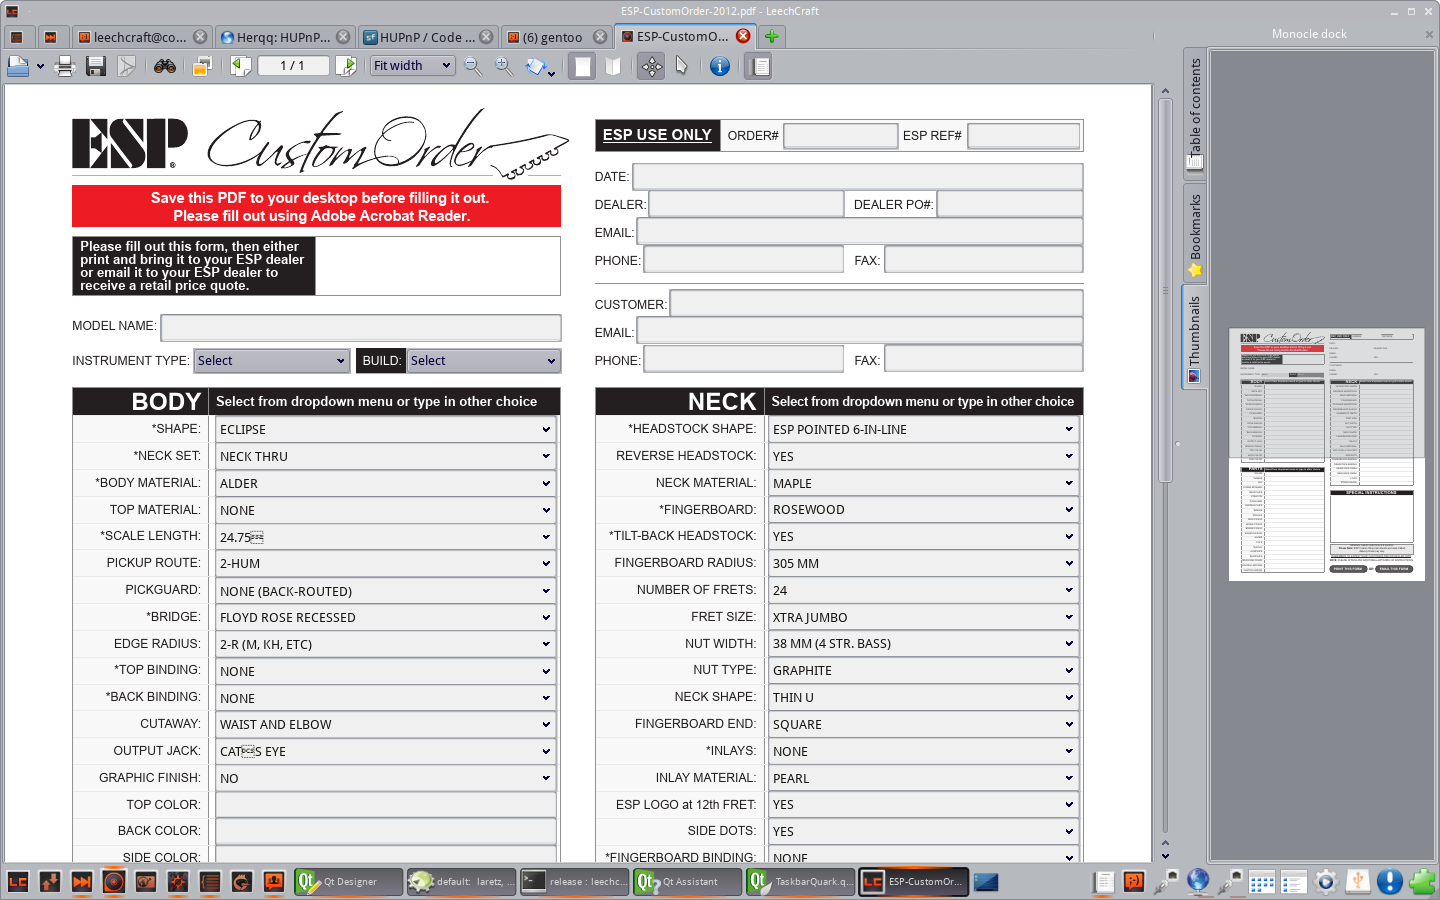 ESP-CustomOrder-2012.pdf - LeechCraft
leechcraft@co...
Herqq: HUPnP...
HUPnP / Code ...
(6) gentoo
ESP-CustomO...
Monocle dock
1 / 1
Fit width
Table of contents
Bookmarks
Thumbnails
ESP® CustomOrder
Save this PDF to your desktop before filling it out.
Please fill out using Adobe Acrobat Reader.
Please fill out this form, then either
print and bring it to your ESP dealer
or email it to your ESP dealer to
receive a retail price quote.
MODEL NAME:
INSTRUMENT TYPE: Select BUILD: Select
ESP USE ONLY ORDER# ESP REF#
DATE:
DEALER: DEALER PO#:
EMAIL:
PHONE: FAX:
CUSTOMER:
EMAIL:
PHONE: FAX:
BODY Select from dropdown menu or type in other choice
*SHAPE: ECLIPSE
*NECK SET: NECK THRU
*BODY MATERIAL: ALDER
TOP MATERIAL: NONE
*SCALE LENGTH: 24.75
PICKUP ROUTE: 2-HUM
PICKGUARD: NONE (BACK-ROUTED)
*BRIDGE: FLOYD ROSE RECESSED
EDGE RADIUS: 2-R (M, KH, ETC)
*TOP BINDING: NONE
*BACK BINDING: NONE
CUTAWAY: WAIST AND ELBOW
OUTPUT JACK: CATS EYE
GRAPHIC FINISH: NO
TOP COLOR:
BACK COLOR:
SIDE COLOR:
NECK Select from dropdown menu or type in other choice
*HEADSTOCK SHAPE: ESP POINTED 6-IN-LINE
REVERSE HEADSTOCK: YES
NECK MATERIAL: MAPLE
*FINGERBOARD: ROSEWOOD
*TILT-BACK HEADSTOCK: YES
FINGERBOARD RADIUS: 305 MM
NUMBER OF FRETS: 24
FRET SIZE: XTRA JUMBO
NUT WIDTH: 38 MM (4 STR. BASS)
NUT TYPE: GRAPHITE
NECK SHAPE: THIN U
FINGERBOARD END: SQUARE
*INLAYS: NONE
INLAY MATERIAL: PEARL
ESP LOGO at 12th FRET: YES
SIDE DOTS: YES
*FINGERBOARD BINDING: NONE
SPECIAL INSTRUCTIONS
PRINT THIS FORM OR EMAIL THIS FORM
Qt Designer
default: laretz, ...
release : leechc...
Qt Assistant
TaskbarQuark.q...
ESP-CustomOr...